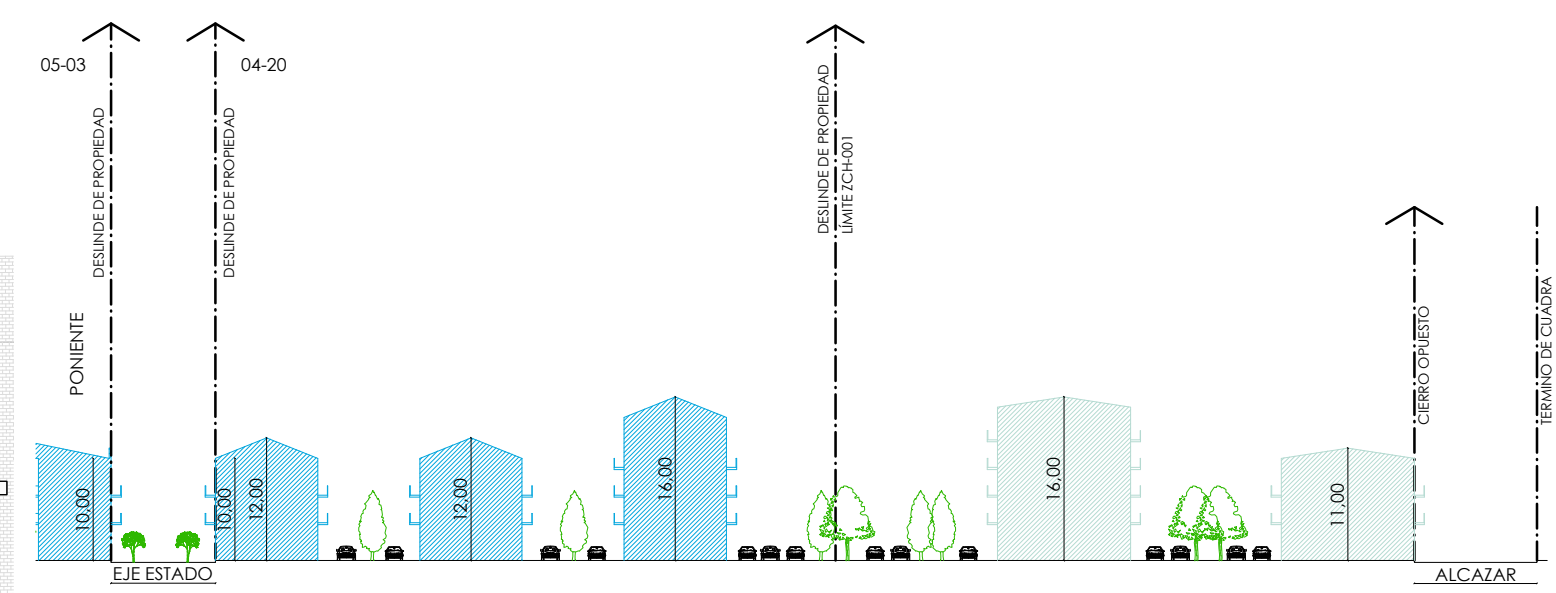 05-03
04-20
DESLINDE DE PROPIEDAD
DESLINDE DE PROPIEDAD
DESLINDE DE PROPIEDAD
LÍMITE ZCH-001
PONIENTE
CIERRO OPUESTO
TERMINO DE CUADRA
10,00
10,00
12,00
12,00
16,00
16,00
11,00
EJE ESTADO
ALCAZAR